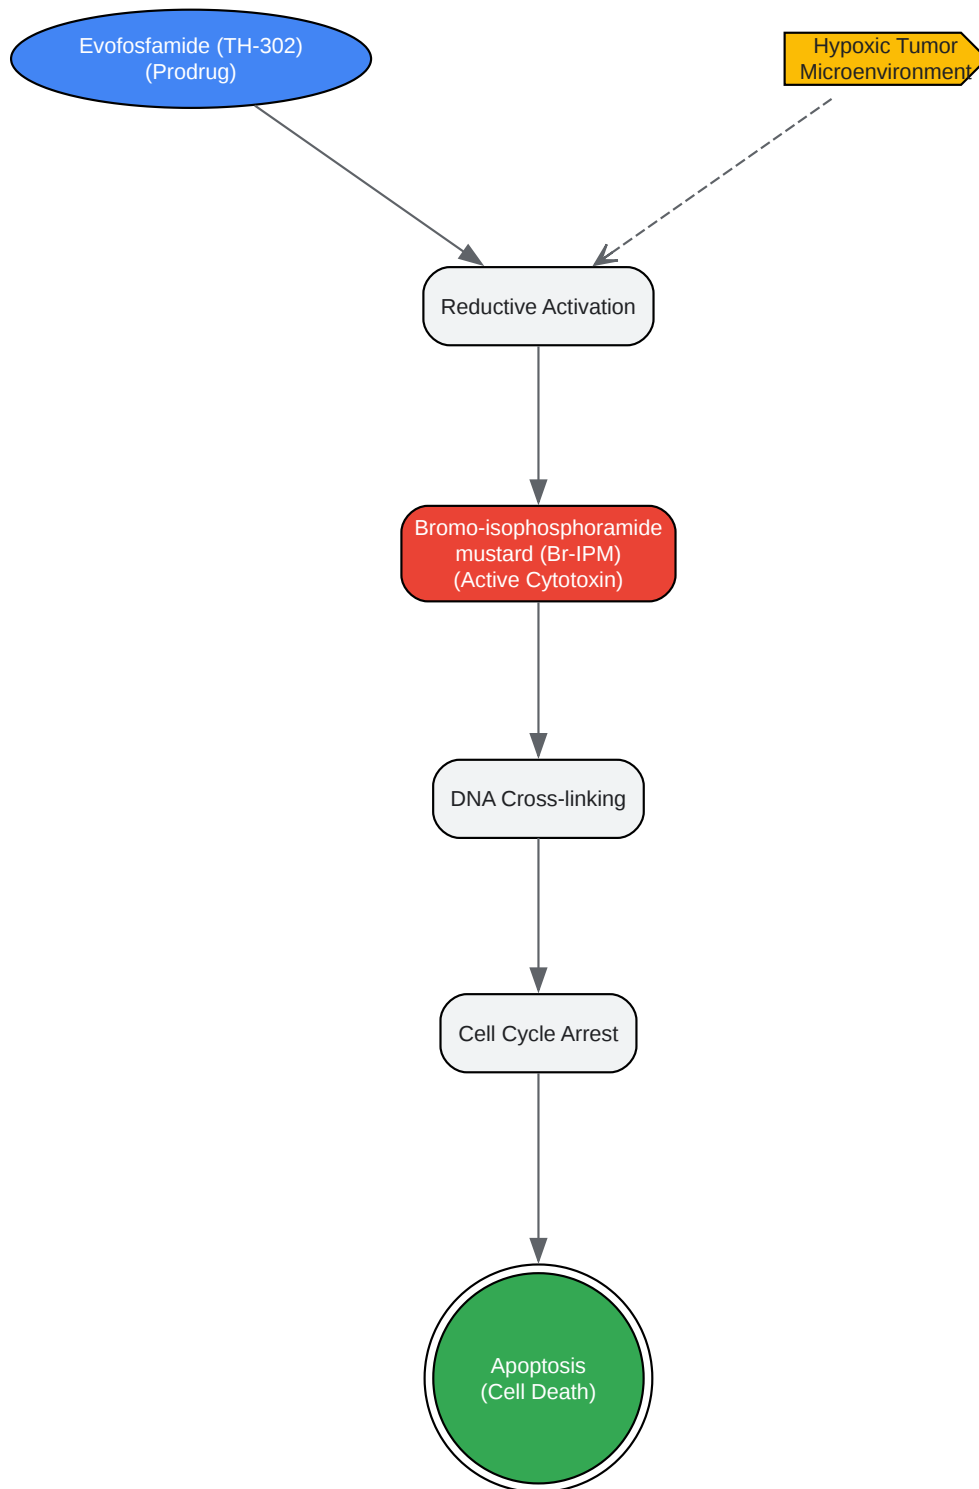 Evofosfamide (TH-302)
(Prodrug)
Hypoxic Tumor
Microenvironment
Reductive Activation
Bromo-isophosphoramide
mustard (Br-IPM)
(Active Cytotoxin)
DNA Cross-linking
Cell Cycle Arrest
Apoptosis
(Cell Death)